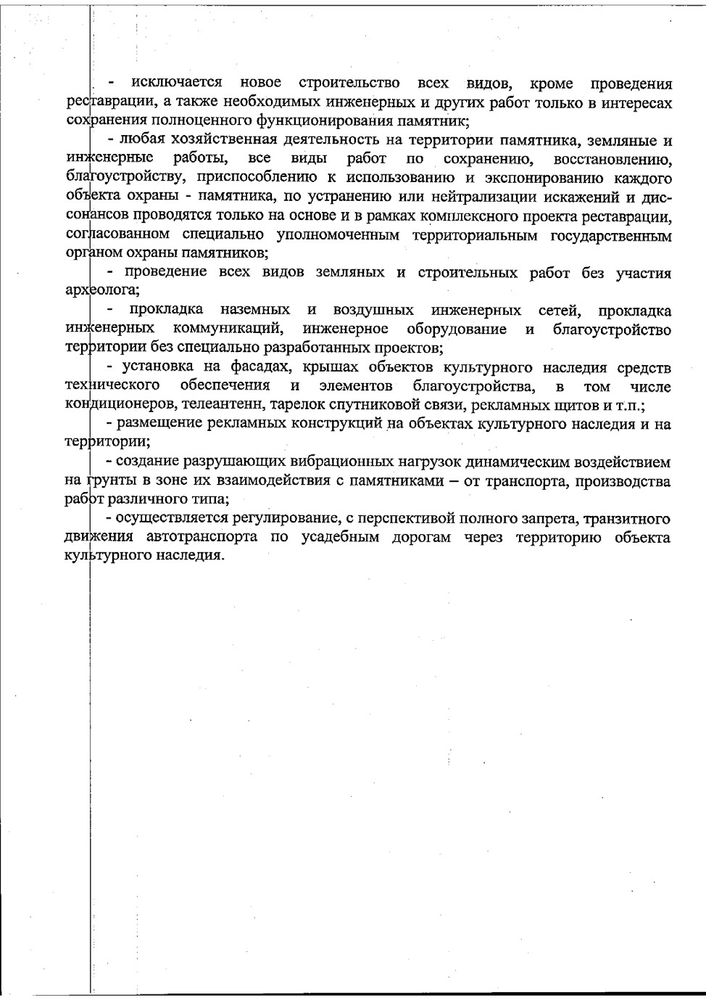 - исключается новое строительство всех видов, кроме проведения
реставрации, а также необходимых инженерных и других работ только в интересах
сохранения полноценного функционирования памятник;
- любая хозяйственная деятельность на территории памятника, земляные и
инженерные работы, все виды работ по сохранению, восстановлению,
благоустройству, приспособлению к использованию и экспонированию каждого
объекта охраны - памятника, по устранению или нейтрализации искажений и дис-
сонансов проводятся только на основе и в рамках комплексного проекта реставрации,
согласованном специально уполномоченным территориальным государственным
органом охраны памятников;
- проведение всех видов земляных и строительных работ без участия
археолога;
- прокладка наземных и воздушных инженерных сетей, прокладка
инженерных коммуникаций, инженерное оборудование и благоустройство
территории без специально разработанных проектов;
- установка на фасадах, крышах объектов культурного наследия средств
технического обеспечения и элементов благоустройства, в том числе
кондиционеров, телеантенн, тарелок спутниковой связи, рекламных щитов и т.п.;
- размещение рекламных конструкций на объектах культурного наследия и на
территории;
- создание разрушающих вибрационных нагрузок динамическим воздействием
на грунты в зоне их взаимодействия с памятниками – от транспорта, производства
работ различного типа;
- осуществляется регулирование, с перспективой полного запрета, транзитного
движения автотранспорта по усадебным дорогам через территорию объекта
культурного наследия.